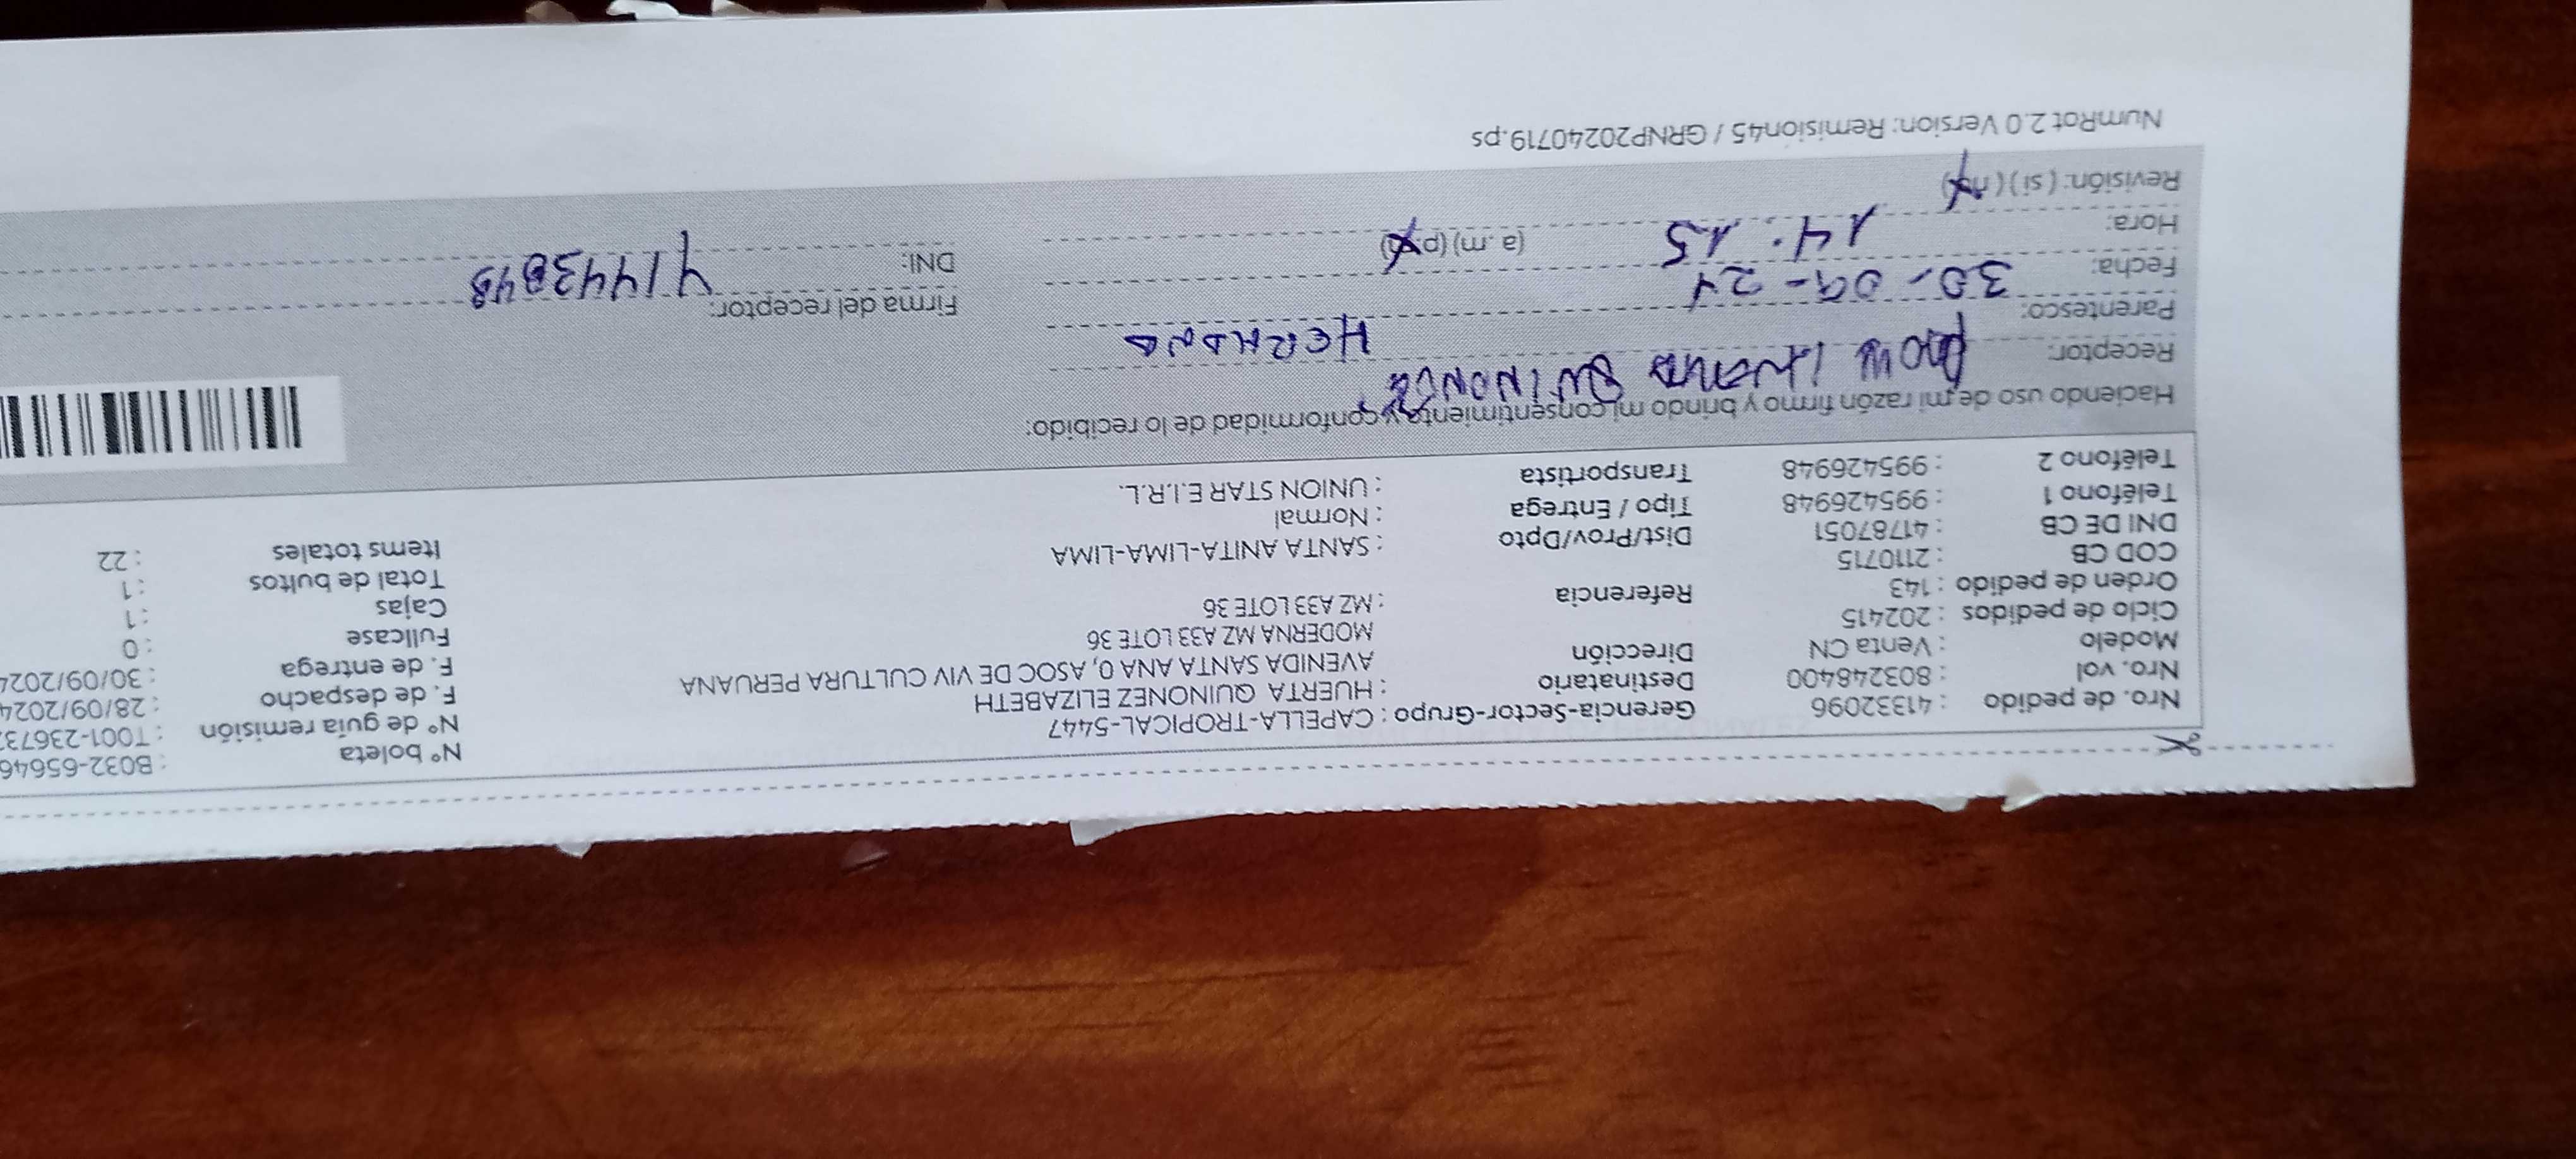 Nro. de pedido : 41332096 Gerencia-Sector-Grupo : CAPELLA-TROPICAL-5447 N° boleta : B032-65646
Nro. vol : 803248400 Destinatario : HUERTA QUINONEZ ELIZABETH N° de guía remisión : T001-23673
Modelo : Venta CN Dirección AVENIDA SANTA ANA 0, ASOC DE VIV CULTURA PERUANA F. de despacho : 28/09/2024
Ciclo de pedidos : 202415 MODERNA MZ A33 LOTE 36 F. de entrega : 30/09/2024
Orden de pedido : 143 Referencia : MZ A33 LOTE 36 Fullcase : 0
COD CB : 2110715 Cajas : 1
DNI DE CB : 41787051 Dist/Prov/Dpto : SANTA ANITA-LIMA-LIMA Total de bultos : 1
Teléfono 1 : 995426948 Tipo / Entrega : Normal Items totales : 22
Teléfono 2 : 995426948 Transportista : UNION STAR E.I.R.L.
Haciendo uso de mi razón firmo y brindo mi consentimiento y conformidad de lo recibido:
Receptor:
Parentesco: HERMANO Firma del receptor:
Fecha: 30-09-24 DNI: 41443848
Hora: 14:15 (a.m) (p.m)
Revisión: (si) (no)
NumRot 2.0 Version: Remision45 / GRNP20240719.ps